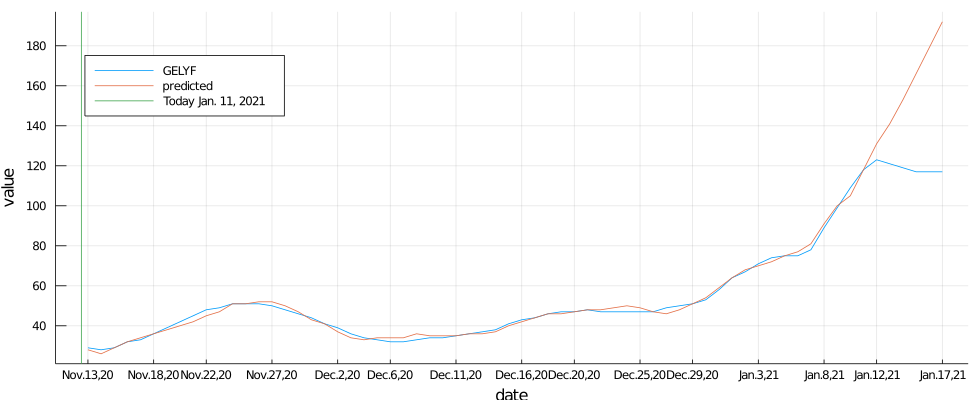 180
160
140
120
100
80
60
40
value
GELYF
predicted
Today Jan. 11, 2021
Nov.13,20 Nov.18,20 Nov.22,20 Nov.27,20 Dec.2,20 Dec.6,20 Dec.11,20 Dec.16,20 Dec.20,20 Dec.25,20 Dec.29,20 Jan.3,21 Jan.8,21 Jan.12,21 Jan.17,21
date